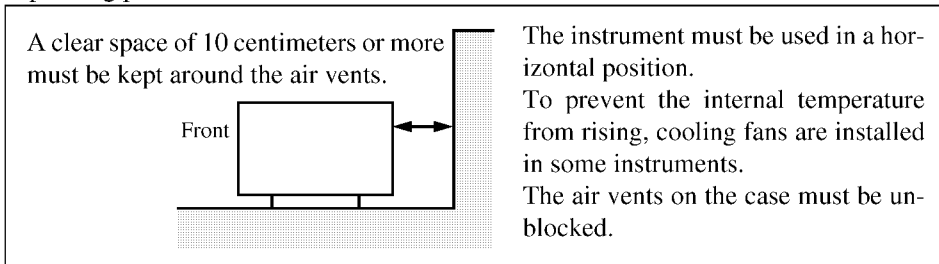 A clear space of 10 centimeters or more
must be kept around the air vents.
Front
The instrument must be used in a hor-
izontal position.
To prevent the internal temperature
from rising, cooling fans are installed
in some instruments.
The air vents on the case must be un-
blocked.